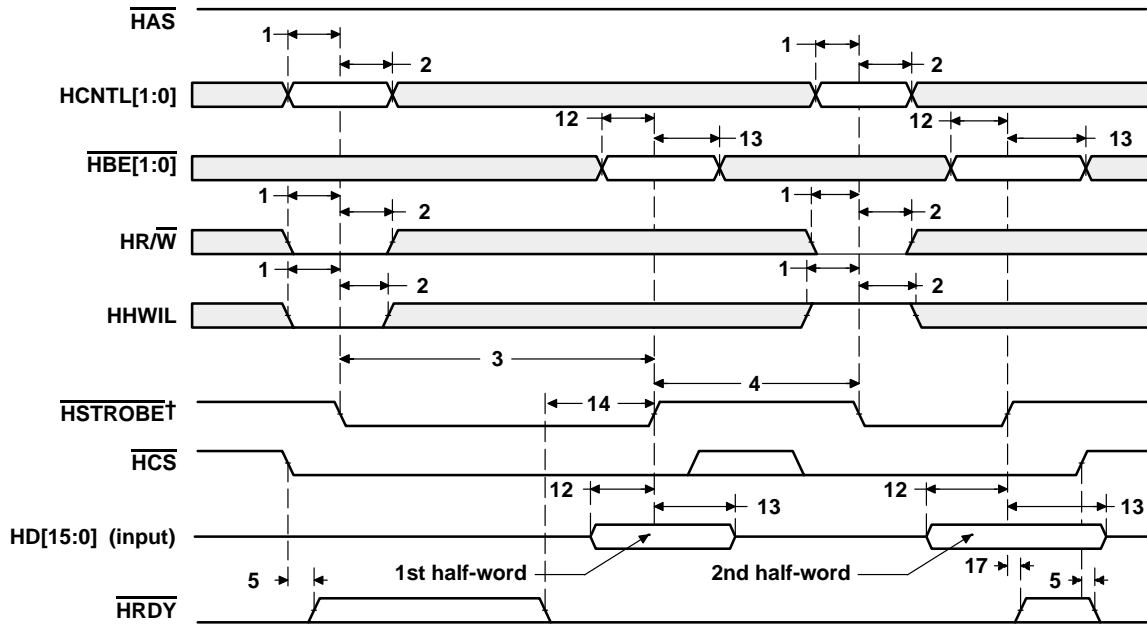 HAS
1
2
1
2
HCNTL[1:0]
12
13
12
13
HBE[1:0]
1
2
1
2
HR/W
1
2
1
2
HHWIL
3
4
14
HSTROBE†
HCS
12
13
12
13
HD[15:0] (input)
1st half-word
2nd half-word
17
5
5
HRDY